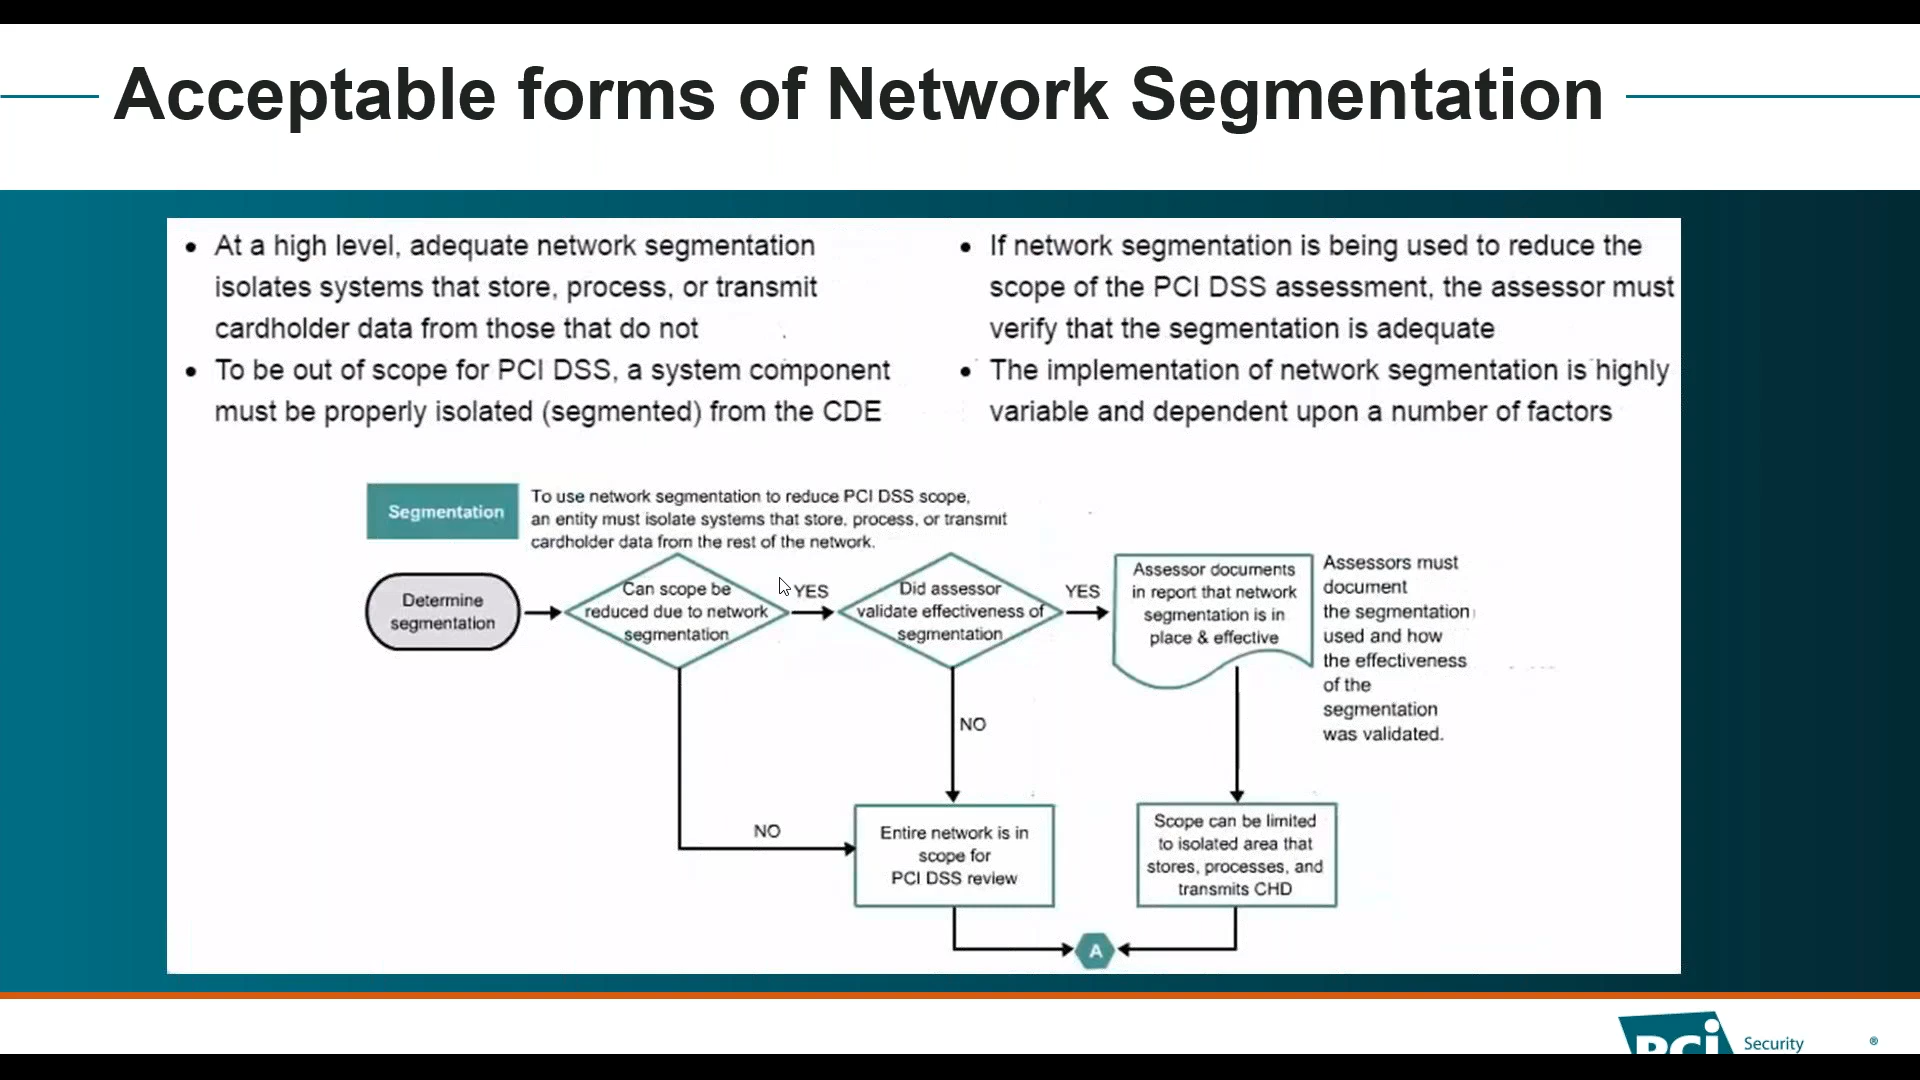 Acceptable forms of Network Segmentation
• At a high level, adequate network segmentation
isolates systems that store, process, or transmit
cardholder data from those that do not
• To be out of scope for PCI DSS, a system component
must be properly isolated (segmented) from the CDE
• If network segmentation is being used to reduce the
scope of the PCI DSS assessment, the assessor must
verify that the segmentation is adequate
• The implementation of network segmentation is highly
variable and dependent upon a number of factors
Segmentation
To use network segmentation to reduce PCI DSS scope,
an entity must isolate systems that store, process, or transmit
cardholder data from the rest of the network.
Determine
segmentation
Can scope be
reduced due to network
segmentation
YES
Did assessor
validate effectiveness of
segmentation
YES
Assessor documents
in report that network
segmentation is in
place & effective
Assessors must
document
the segmentation
used and how
the effectiveness
of the
segmentation
was validated.
NO
NO
Entire network is in
scope for
PCI DSS review
Scope can be limited
to isolated area that
stores, processes, and
transmits CHD
A
PCi
Security
®